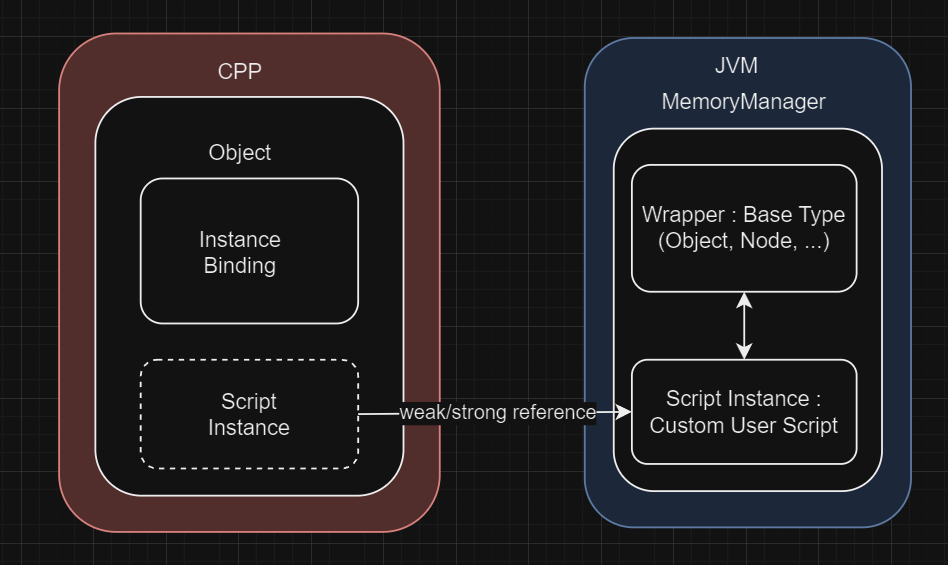 CPP
Object
Instance
Binding
Script
Instance
weak/strong reference
JVM
MemoryManager
Wrapper : Base Type
(Object, Node, ...)
Script Instance :
Custom User Script